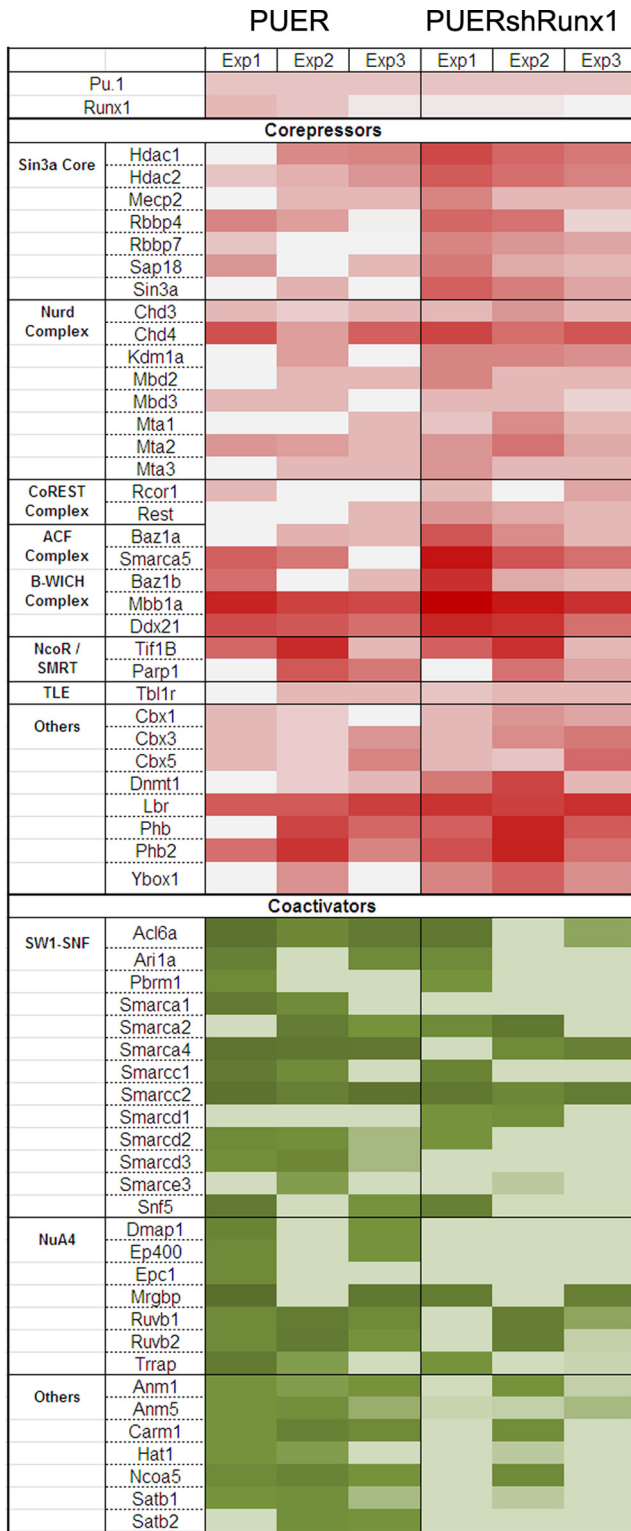 PUER PUERshRunx1
Exp1 Exp2 Exp3 Exp1 Exp2 Exp3
Pu.1
Runx1
Corepressors
Sin3a Core Hdac1
Hdac2
Mecp2
Rbbp4
Rbbp7
Sap18
Sin3a
Nurd Chd3
Complex Chd4
Kdm1a
Mbd2
Mbd3
Mta1
Mta2
Mta3
CoREST Rcor1
Complex Rest
ACF Baz1a
Complex Smarca5
B-WICH Baz1b
Complex Mbb1a
Ddx21
NcoR / Tif1B
SMRT Parp1
TLE Tbl1r
Others Cbx1
Cbx3
Cbx5
Dnmt1
Lbr
Phb
Phb2
Ybox1
Coactivators
SW1-SNF Acl6a
Ari1a
Pbrm1
Smarca1
Smarca2
Smarca4
Smarcc1
Smarcc2
Smarcd1
Smarcd2
Smarcd3
Smarce3
Snf5
NuA4 Dmap1
Ep400
Epc1
Mrgbp
Ruvb1
Ruvb2
Trrap
Others Anm1
Anm5
Carm1
Hat1
Ncoa5
Satb1
Satb2